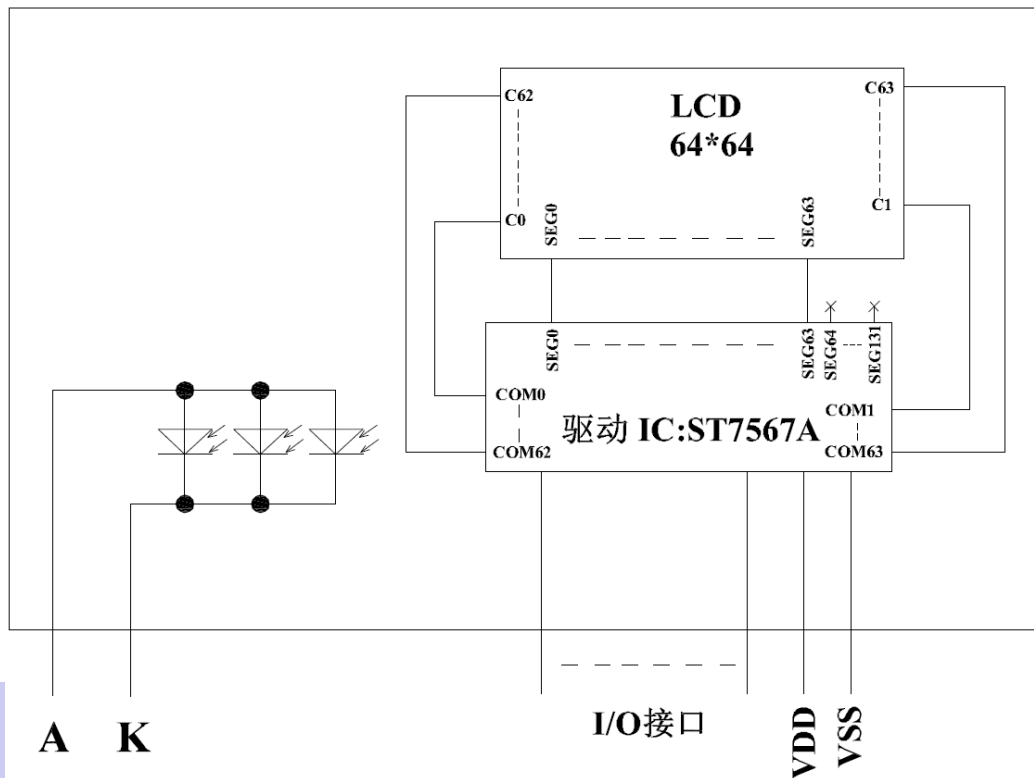 C62
C63
LCD
64*64
C0
C1
SEG0
SEG63
SEG0
SEG63
SEG64
SEG131
COM0
COM1
驱动 IC:ST7567A
COM62
COM63
A
K
I/O接口
VDD
VSS